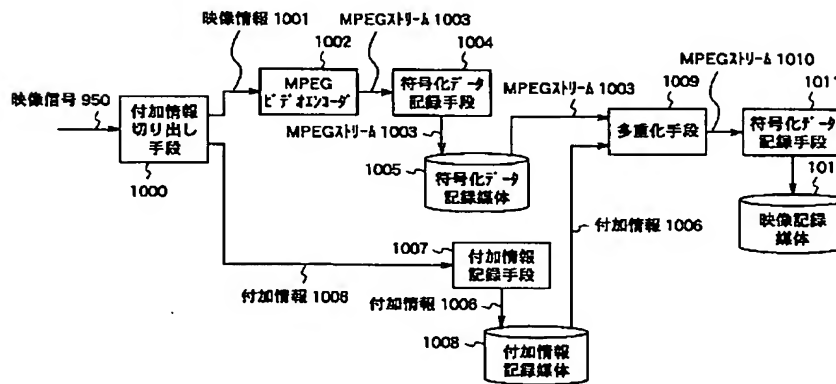 映像情報 1001
MPEGストリーム 1003
1002
1004
MPEG
ビデオエンコーダ
符号化データ
記録手段
MPEGストリーム 1003
1005
符号化データ
記録媒体
映像信号 950
付加情報
切り出し
手段
1000
MPEGストリーム 1003
1009
多重化手段
MPEGストリーム 1010
1011
符号化データ
記録手段
101
映像記録
媒体
付加情報 1006
1007
付加情報
記録手段
付加情報 1006
付加情報 1006
1008
付加情報
記録媒体